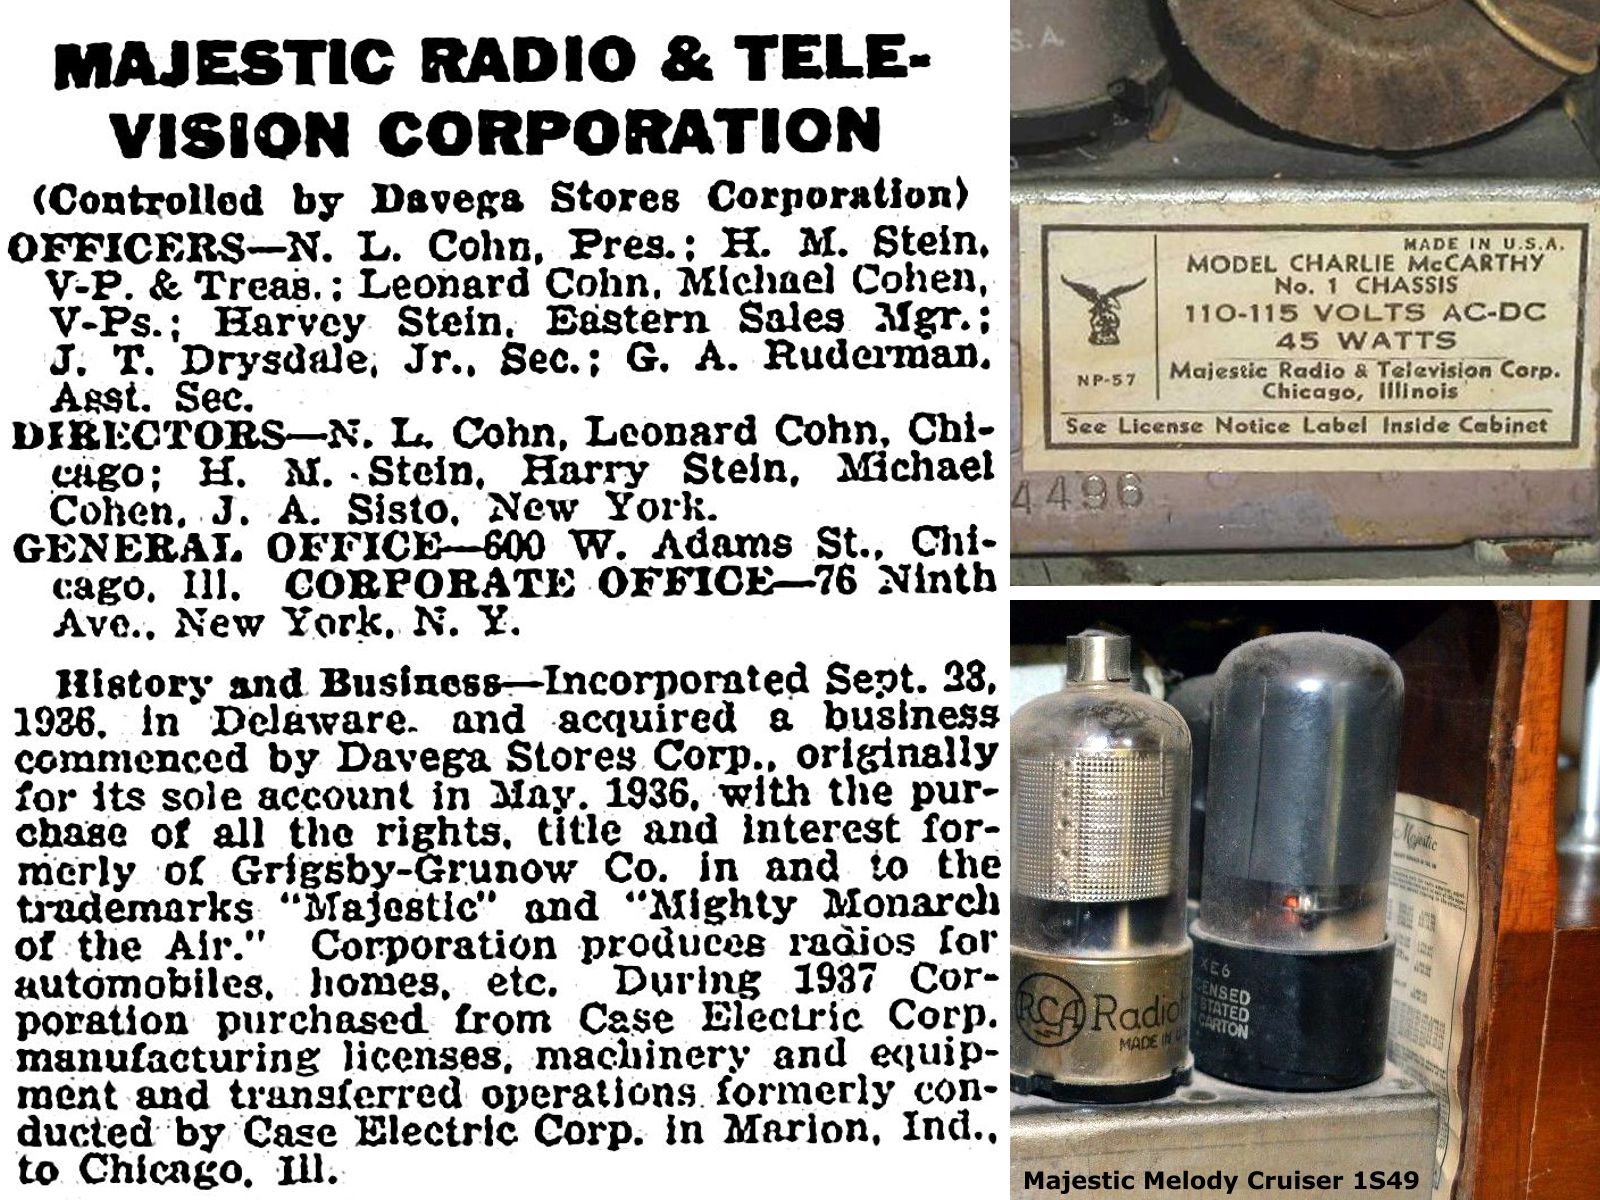 MAJESTIC RADIO & TELE-
VISION CORPORATION
(Controlled by Davega Stores Corporation)
OFFICERS—N. L. Cohn, Pres.; H. M. Stein,
V-P. & Treas.; Leonard Cohn, Michael Cohen,
V-Ps.; Harvey Stein, Eastern Sales Mgr.;
J. T. Drysdale, Jr., Sec.; G. A. Ruderman,
Asst. Sec.
DIRECTORS—N. L. Cohn, Leonard Cohn, Chi-
cago; H. M. Stein, Harry Stein, Michael
Cohen, J. A. Sisto, New York.
GENERAL OFFICE—600 W. Adams St., Chi-
cago, Ill. CORPORATE OFFICE—76 Ninth
Ave., New York, N. Y.
History and Business—Incorporated Sept. 23,
1936, in Delaware, and acquired a business
commenced by Davega Stores Corp., originally
for its sole account in May, 1936, with the pur-
chase of all the rights, title and interest for-
merly of Grigsby-Grunow Co. in and to the
trademarks "Majestic" and "Mighty Monarch
of the Air." Corporation produces radios for
automobiles, homes, etc. During 1937 Cor-
poration purchased from Case Electric Corp.
manufacturing licenses, machinery and equip-
ment and transferred operations formerly con-
ducted by Case Electric Corp. in Marion, Ind.,
to Chicago, Ill.
S. A.
MADE IN U.S.A.
MODEL CHARLIE McCARTHY
No. 1 CHASSIS
110-115 VOLTS AC-DC
45 WATTS
NP-57
Majestic Radio & Television Corp.
Chicago, Illinois
See License Notice Label Inside Cabinet
4496
Majestic
RCA Radio
MADE IN
XE6
ENSED
STATED
CARTON
Majestic Melody Cruiser 1S49